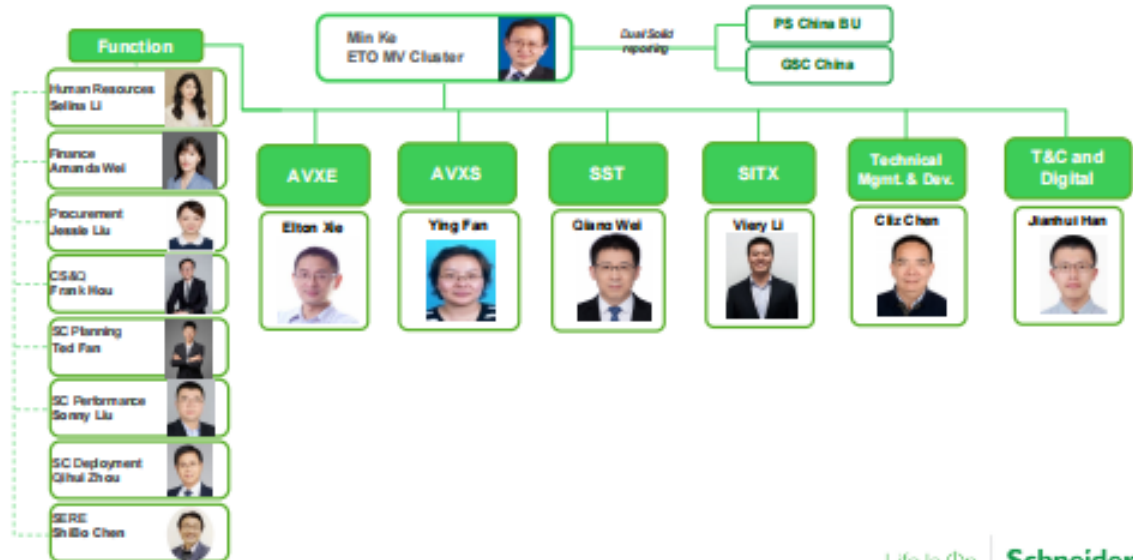 Min Ke
ETO MV Cluster
Dual Solid
reporting
PS China BU
GSC China
Function
Human Resources
Selina Li
Finance
Amanda Wei
Procurement
Jessie Liu
CS&Q
Frank Hou
SC Planning
Ted Fan
SC Performance
Sonny Liu
SC Deployment
Qihui Zhou
SERE
ShiBo Chen
AVXE
Elton Xie
AVXS
Ying Fan
SST
Qiang Wei
SITX
Viery Li
Technical
Mgmt. & Dev.
Cliz Chen
T&C and
Digital
Jianhui Han
Life Is On
Schneider